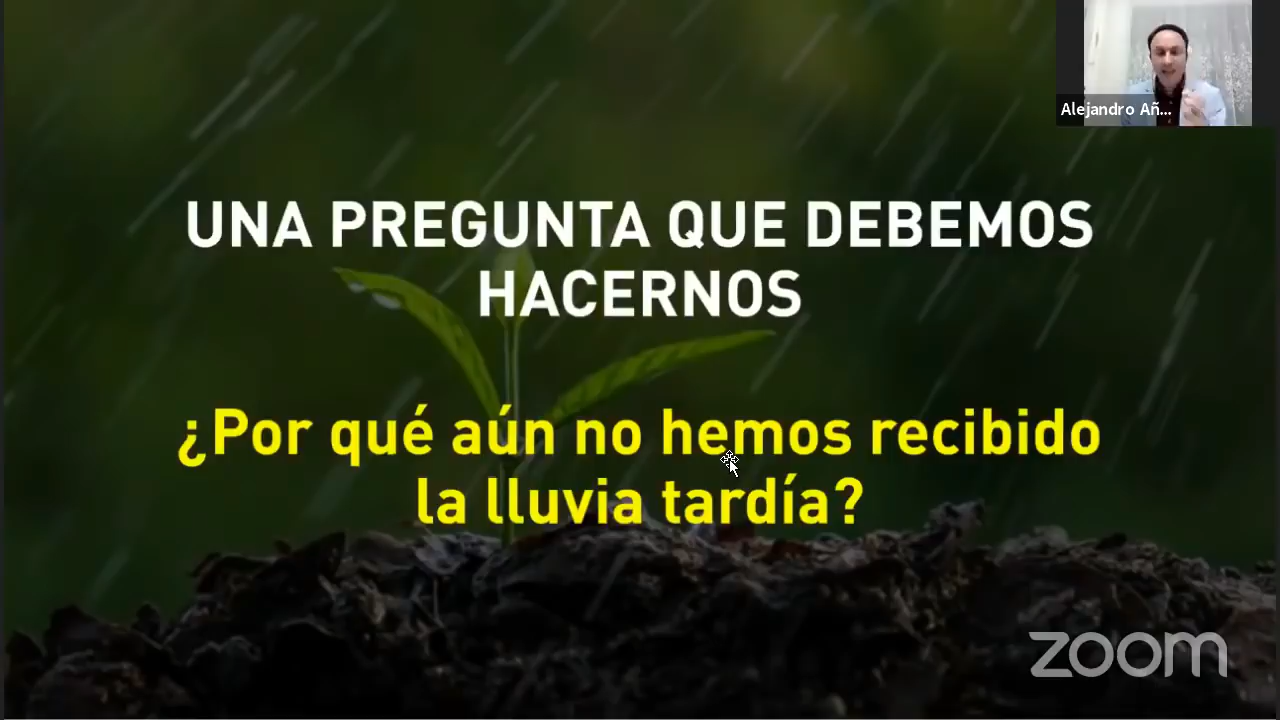 Alejandro Añ...
UNA PREGUNTA QUE DEBEMOS
HACERNOS
¿Por qué aún no hemos recibido
la lluvia tardía?
zoom